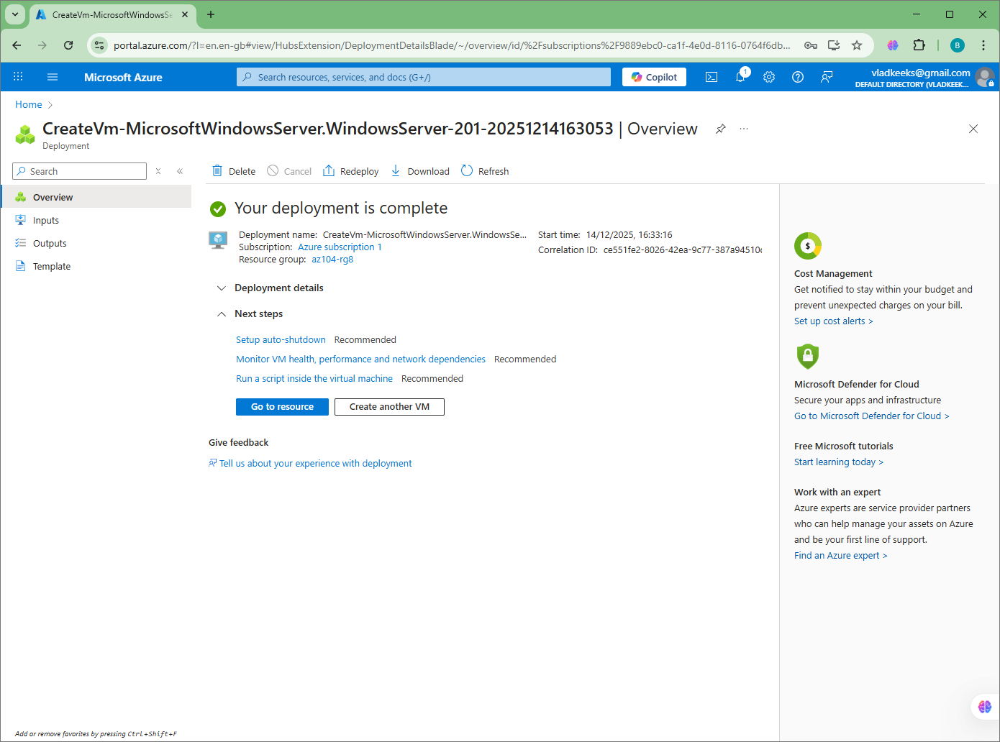 CreateVm-MicrosoftWindowsSe
portal.azure.com/?l=en.en-gb#view/HubsExtension/DeploymentDetailsBlade/~/overview/id/%2Fsubscriptions%2F9889ebc0-ca1f-4e0d-8116-0764f6db...
B
Microsoft Azure
Search resources, services, and docs (G+/)
Copilot
1
vladkeeks@gmail.com
DEFAULT DIRECTORY (VLADKEEK...
Home
CreateVm-MicrosoftWindowsServer.WindowsServer-201-20251214163053 | Overview
Deployment
Search
Delete
Cancel
Redeploy
Download
Refresh
Overview
Inputs
Outputs
Template
Your deployment is complete
Deployment name: CreateVm-MicrosoftWindowsServer.WindowsSe...
Subscription: Azure subscription 1
Resource group: az104-rg8
Start time: 14/12/2025, 16:33:16
Correlation ID: ce551fe2-8026-42ea-9c77-387a94510c
Deployment details
Next steps
Setup auto-shutdown Recommended
Monitor VM health, performance and network dependencies Recommended
Run a script inside the virtual machine Recommended
Go to resource
Create another VM
Give feedback
Tell us about your experience with deployment
$
Cost Management
Get notified to stay within your budget and
prevent unexpected charges on your bill.
Set up cost alerts >
Microsoft Defender for Cloud
Secure your apps and infrastructure
Go to Microsoft Defender for Cloud >
Free Microsoft tutorials
Start learning today >
Work with an expert
Azure experts are service provider partners
who can help manage your assets on Azure
and be your first line of support.
Find an Azure expert >
Add or remove favorites by pressing Ctrl+Shift+F